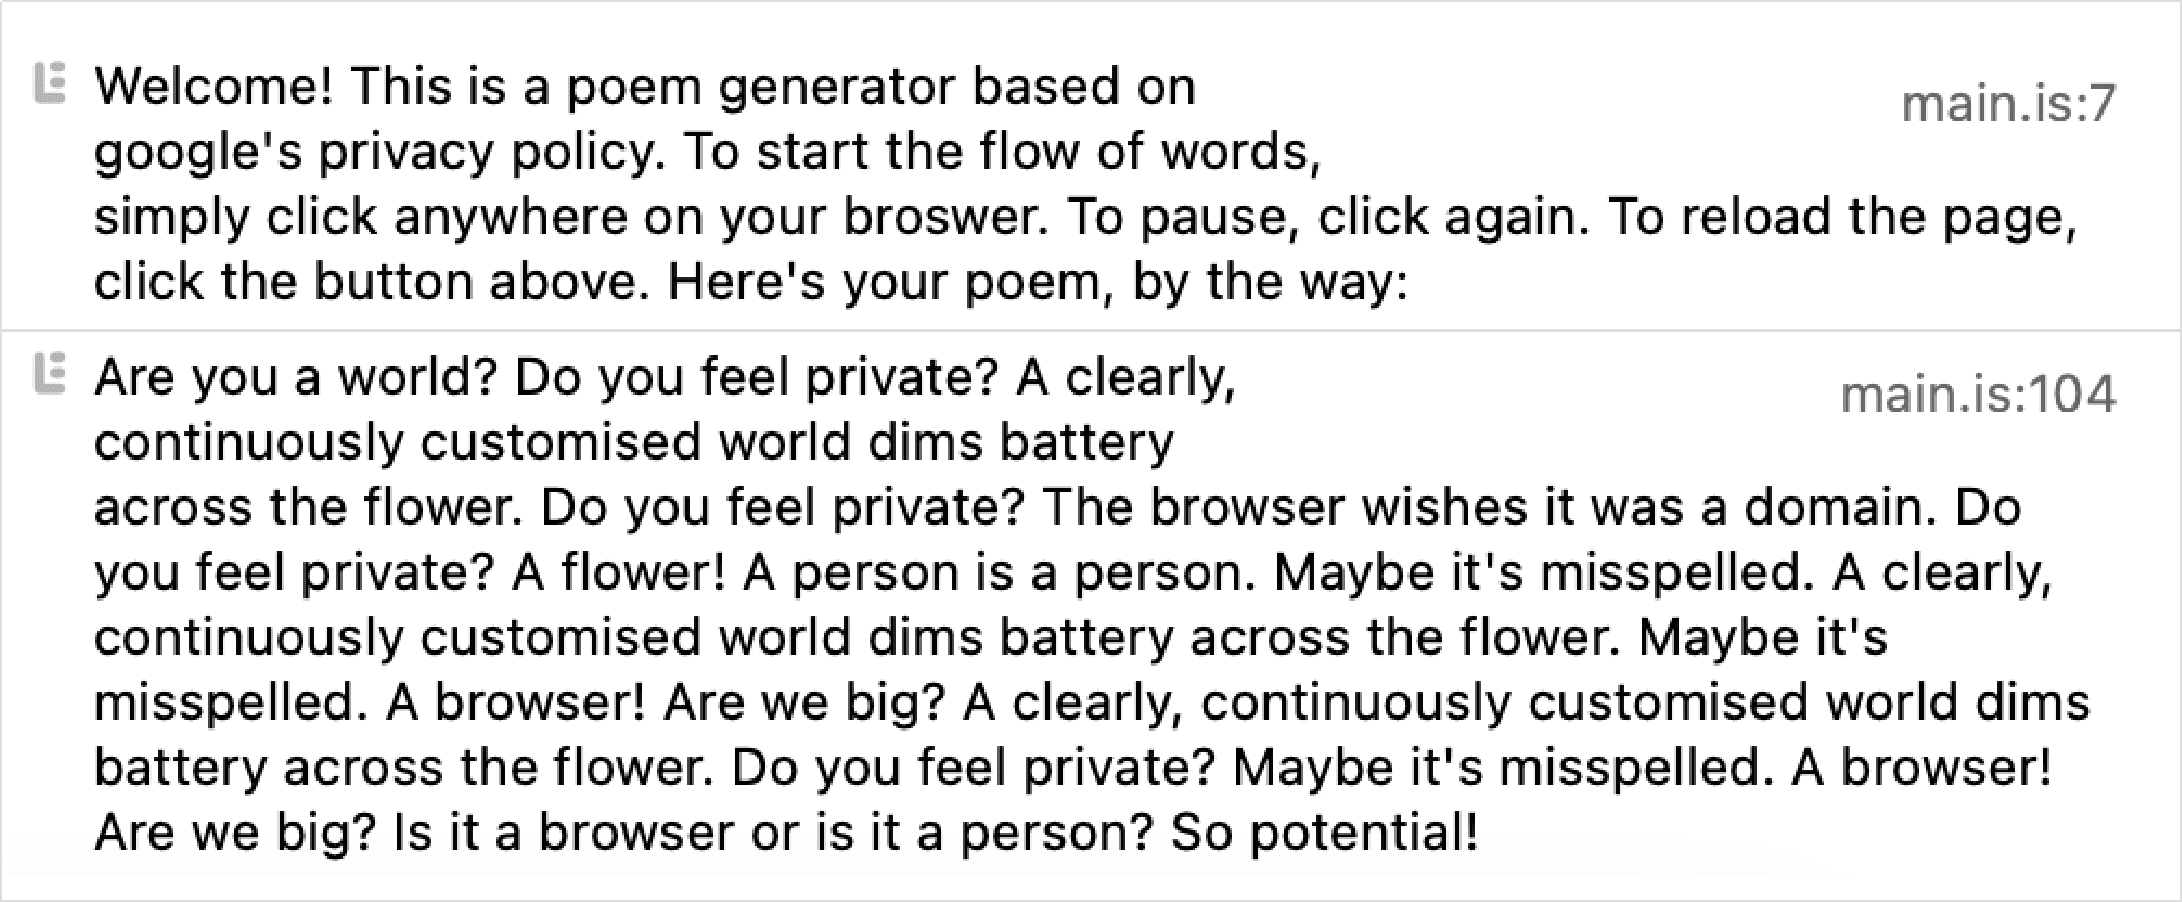 Welcome! This is a poem generator based on
main.is:7
google's privacy policy. To start the flow of words,
simply click anywhere on your broswer. To pause, click again. To reload the page,
click the button above. Here's your poem, by the way:
Are you a world? Do you feel private? A clearly,
main.is:104
continuously customised world dims battery
across the flower. Do you feel private? The browser wishes it was a domain. Do
you feel private? A flower! A person is a person. Maybe it's misspelled. A clearly,
continuously customised world dims battery across the flower. Maybe it's
misspelled. A browser! Are we big? A clearly, continuously customised world dims
battery across the flower. Do you feel private? Maybe it's misspelled. A browser!
Are we big? Is it a browser or is it a person? So potential!